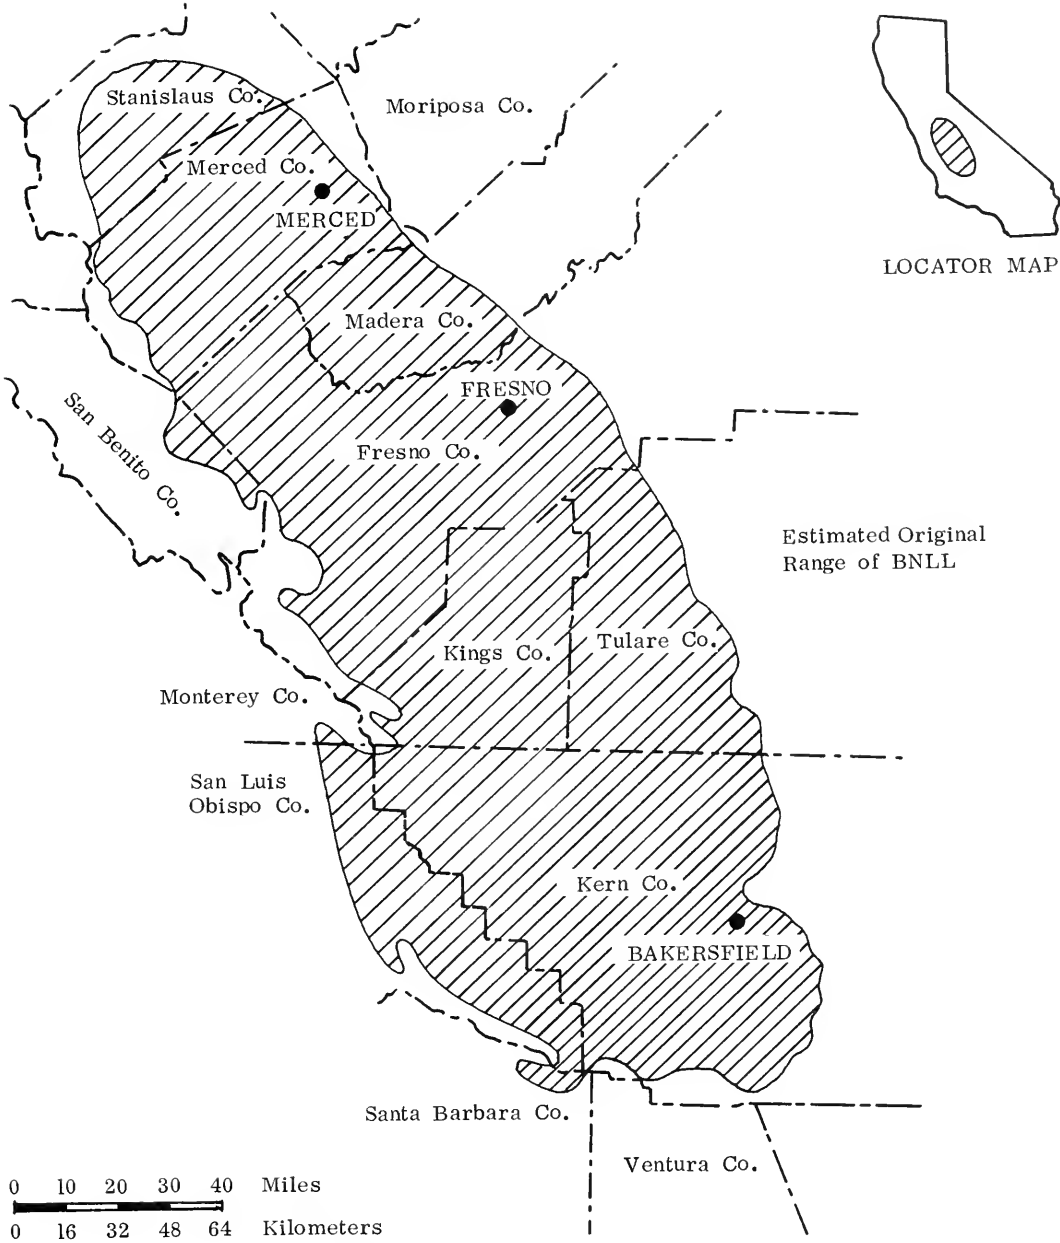 Stanislaus Co.
Moriposa Co.
Merced Co.
MERCED
LOCATOR MAP
Madera Co.
FRESNO
San Benito Co.
Fresno Co.
Estimated Original
Range of BNLL
Tulare Co.
Kings Co.
Monterey Co.
San Luis
Obispo Co.
Kern Co.
BAKERSFIELD
Santa Barbara Co.
Ventura Co.
0 10 20 30 40 Miles
0 16 32 48 64 Kilometers